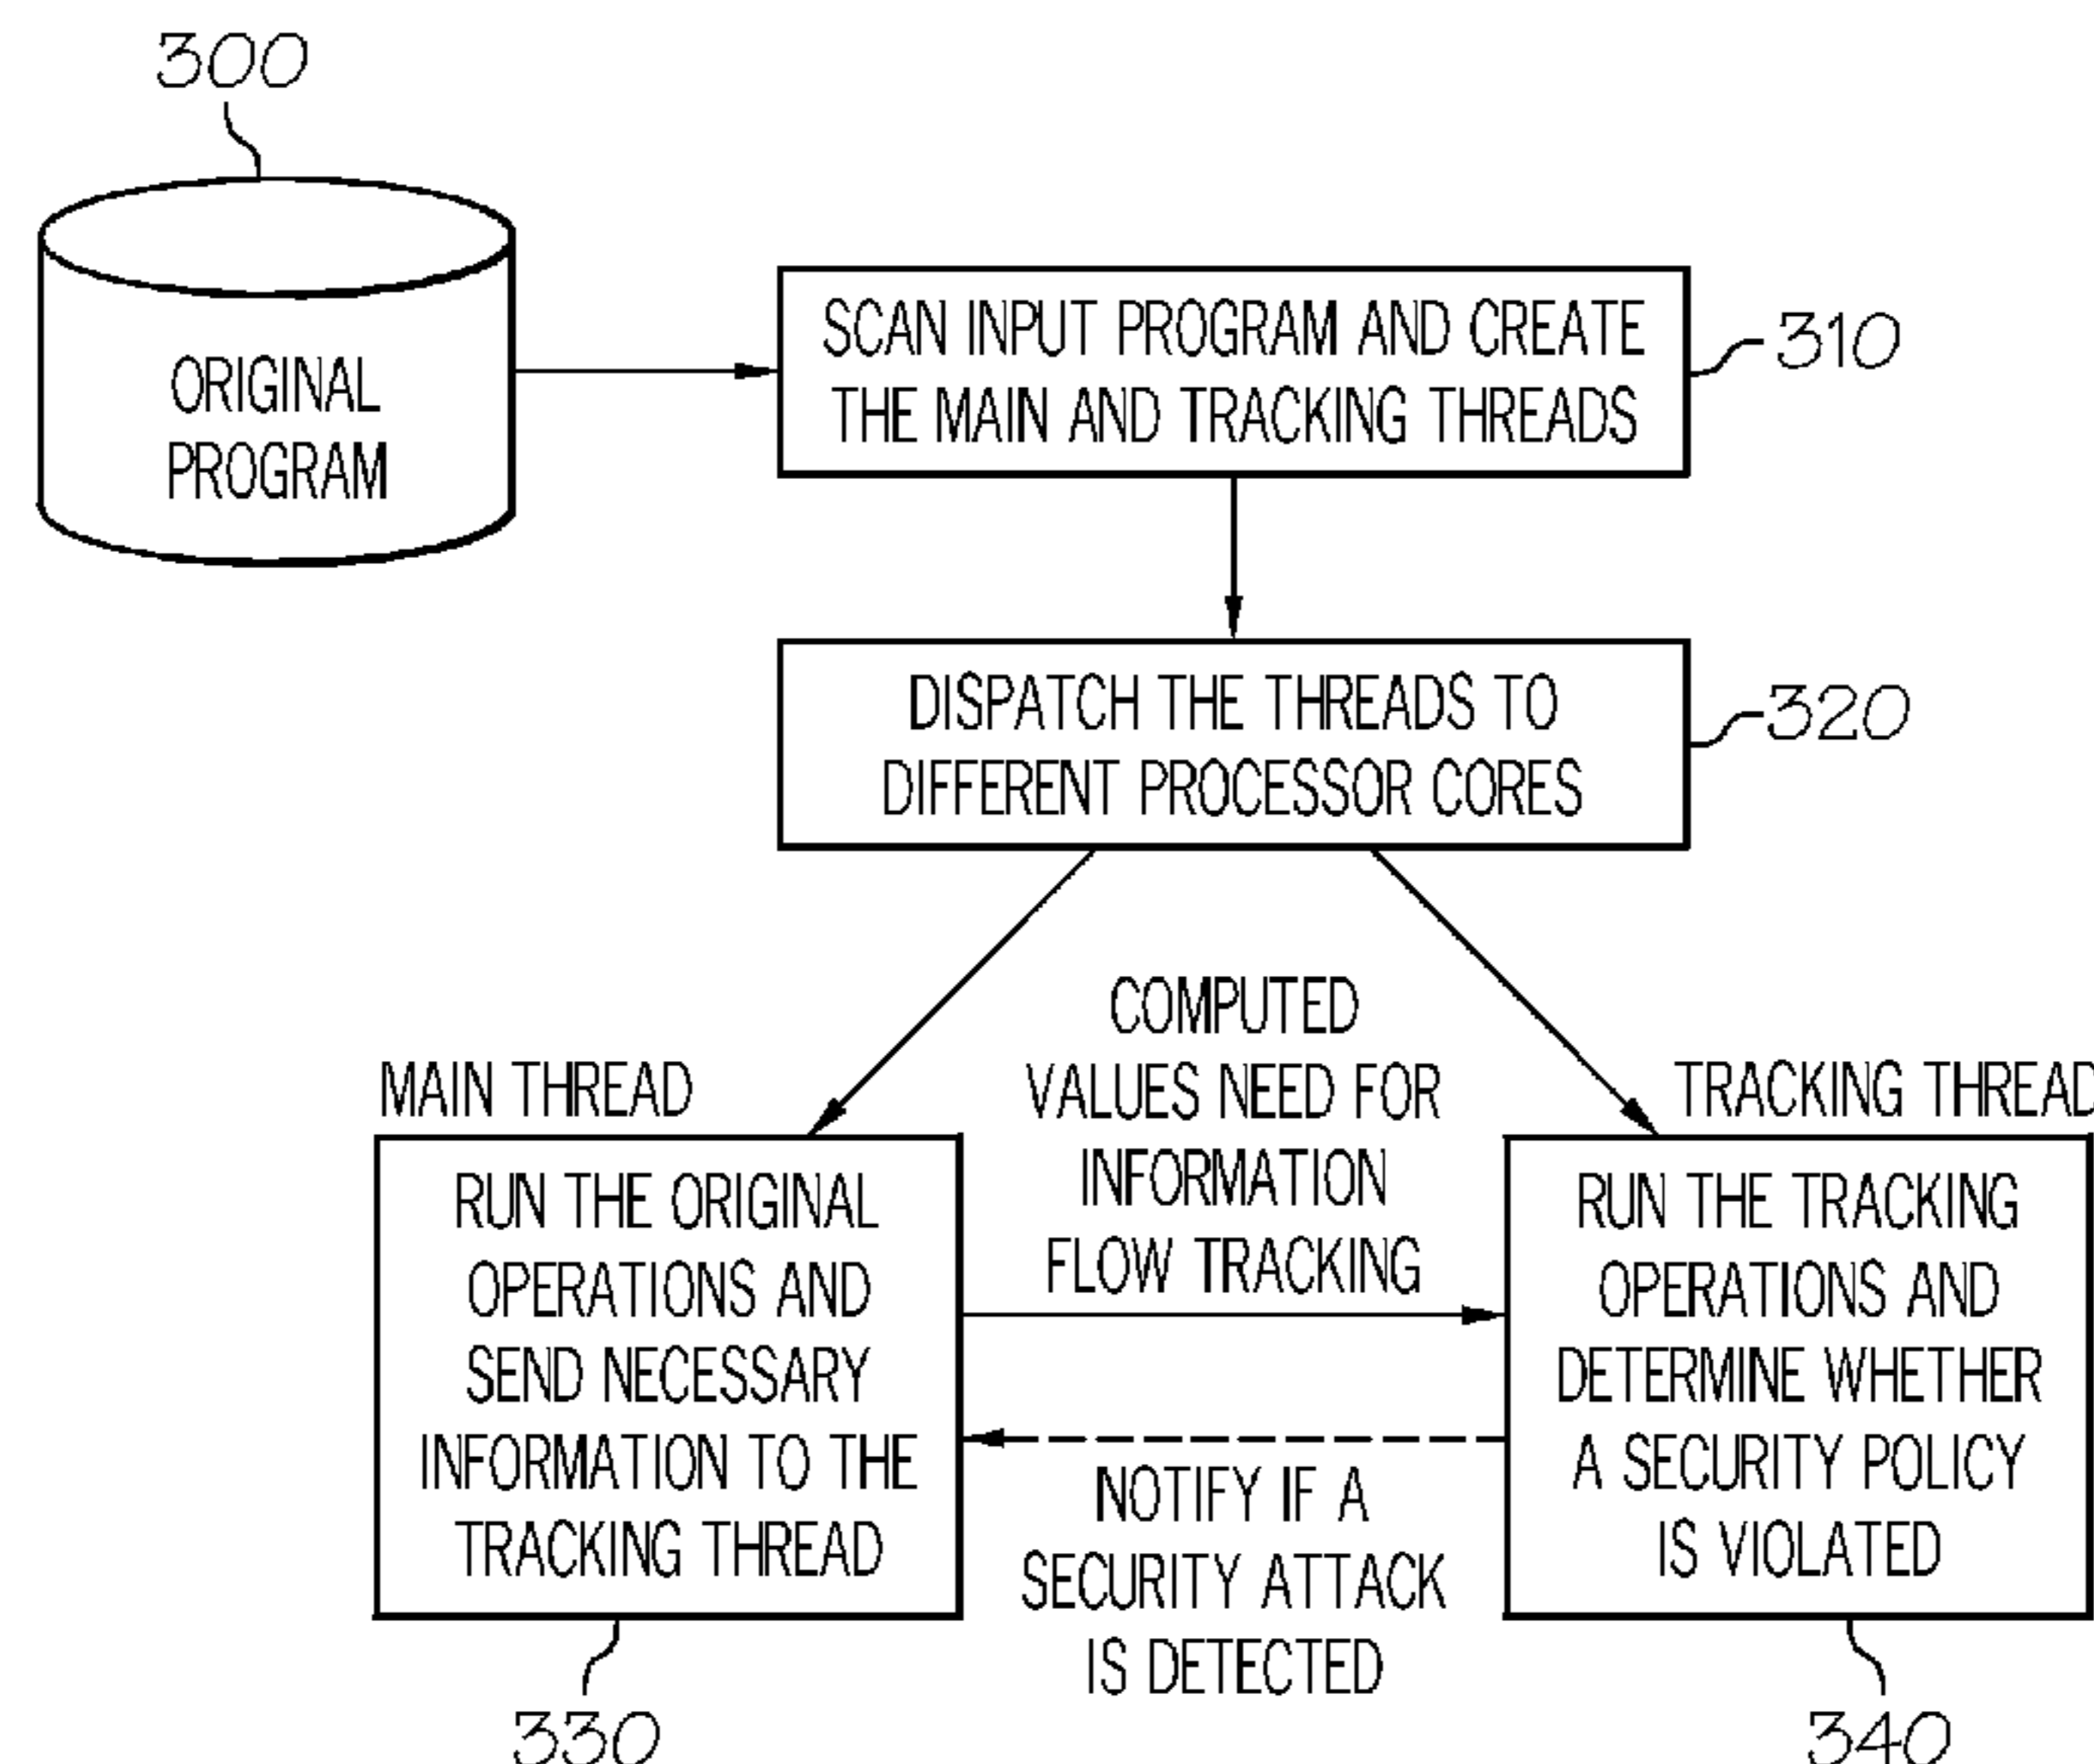 300
ORIGINAL
PROGRAM
SCAN INPUT PROGRAM AND CREATE
THE MAIN AND TRACKING THREADS
310
DISPATCH THE THREADS TO
DIFFERENT PROCESSOR CORES
320
COMPUTED
VALUES NEED FOR
INFORMATION
FLOW TRACKING
MAIN THREAD
RUN THE ORIGINAL
OPERATIONS AND
SEND NECESSARY
INFORMATION TO THE
TRACKING THREAD
330
NOTIFY IF A
SECURITY ATTACK
IS DETECTED
TRACKING THREAD
RUN THE TRACKING
OPERATIONS AND
DETERMINE WHETHER
A SECURITY POLICY
IS VIOLATED
340